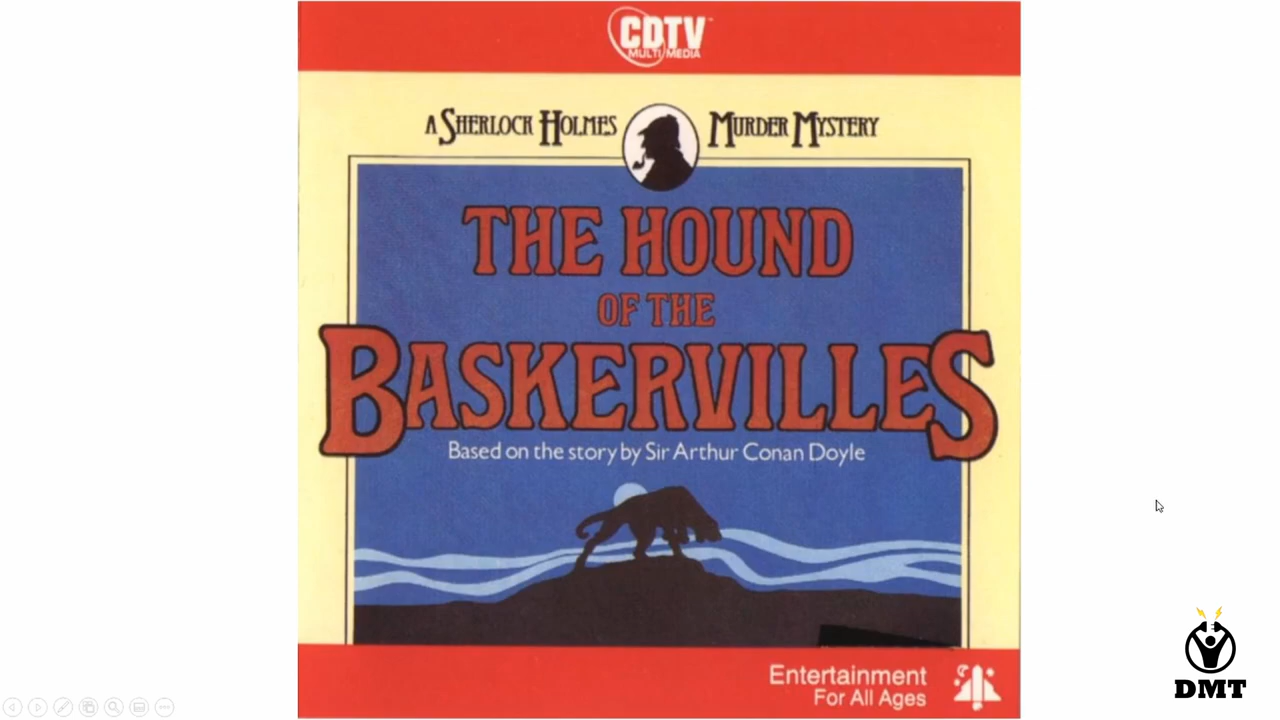 CDTV™
MULTI MEDIA
A SHERLOCK HOLMES MURDER MYSTERY
THE HOUND
OF THE
BASKERVILLES
Based on the story by Sir Arthur Conan Doyle
Entertainment
For All Ages
DMT